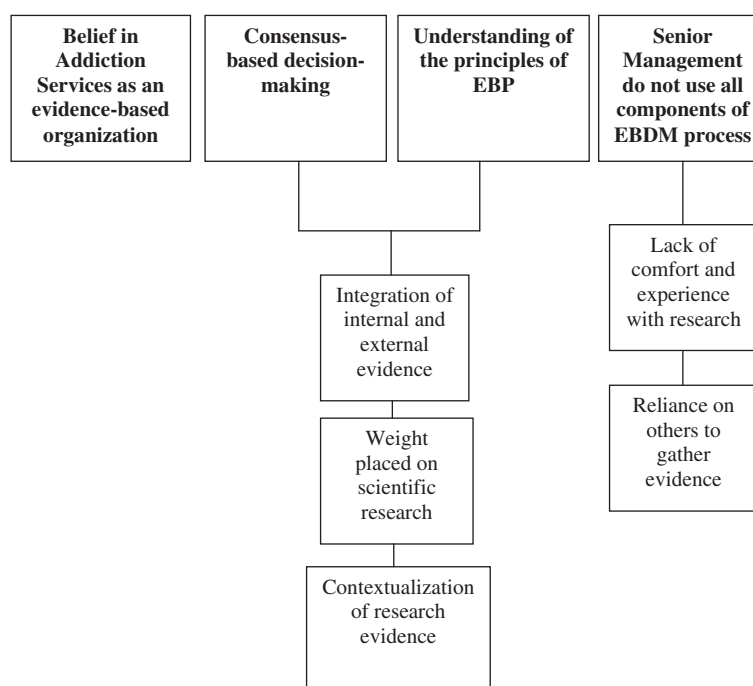 Belief in
Addiction
Services as an
evidence-based
organization
Consensus-
based decision-
making
Understanding of
the principles of
EBP
Senior
Management
do not use all
components of
EBDM process
Lack of
comfort and
experience
with research
Integration of
internal and
external
evidence
Reliance on
others to
gather
evidence
Weight
placed on
scientific
research
Contextualization
of research
evidence